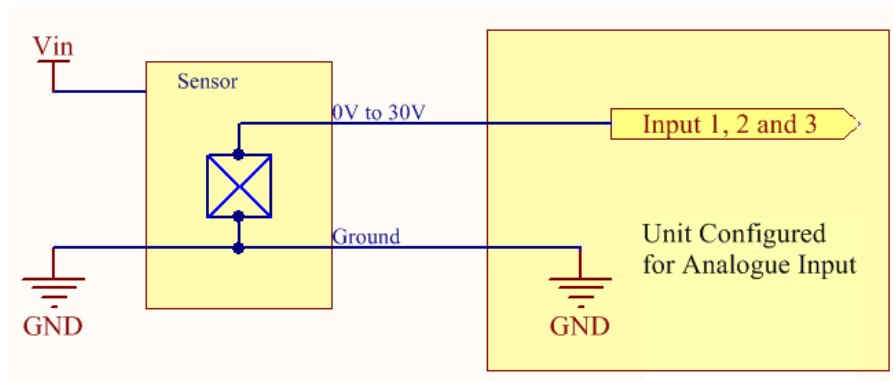 Vin
Sensor
0V to 30V
Input 1, 2 and 3
Ground
Unit Configured
for Analogue Input
GND
GND